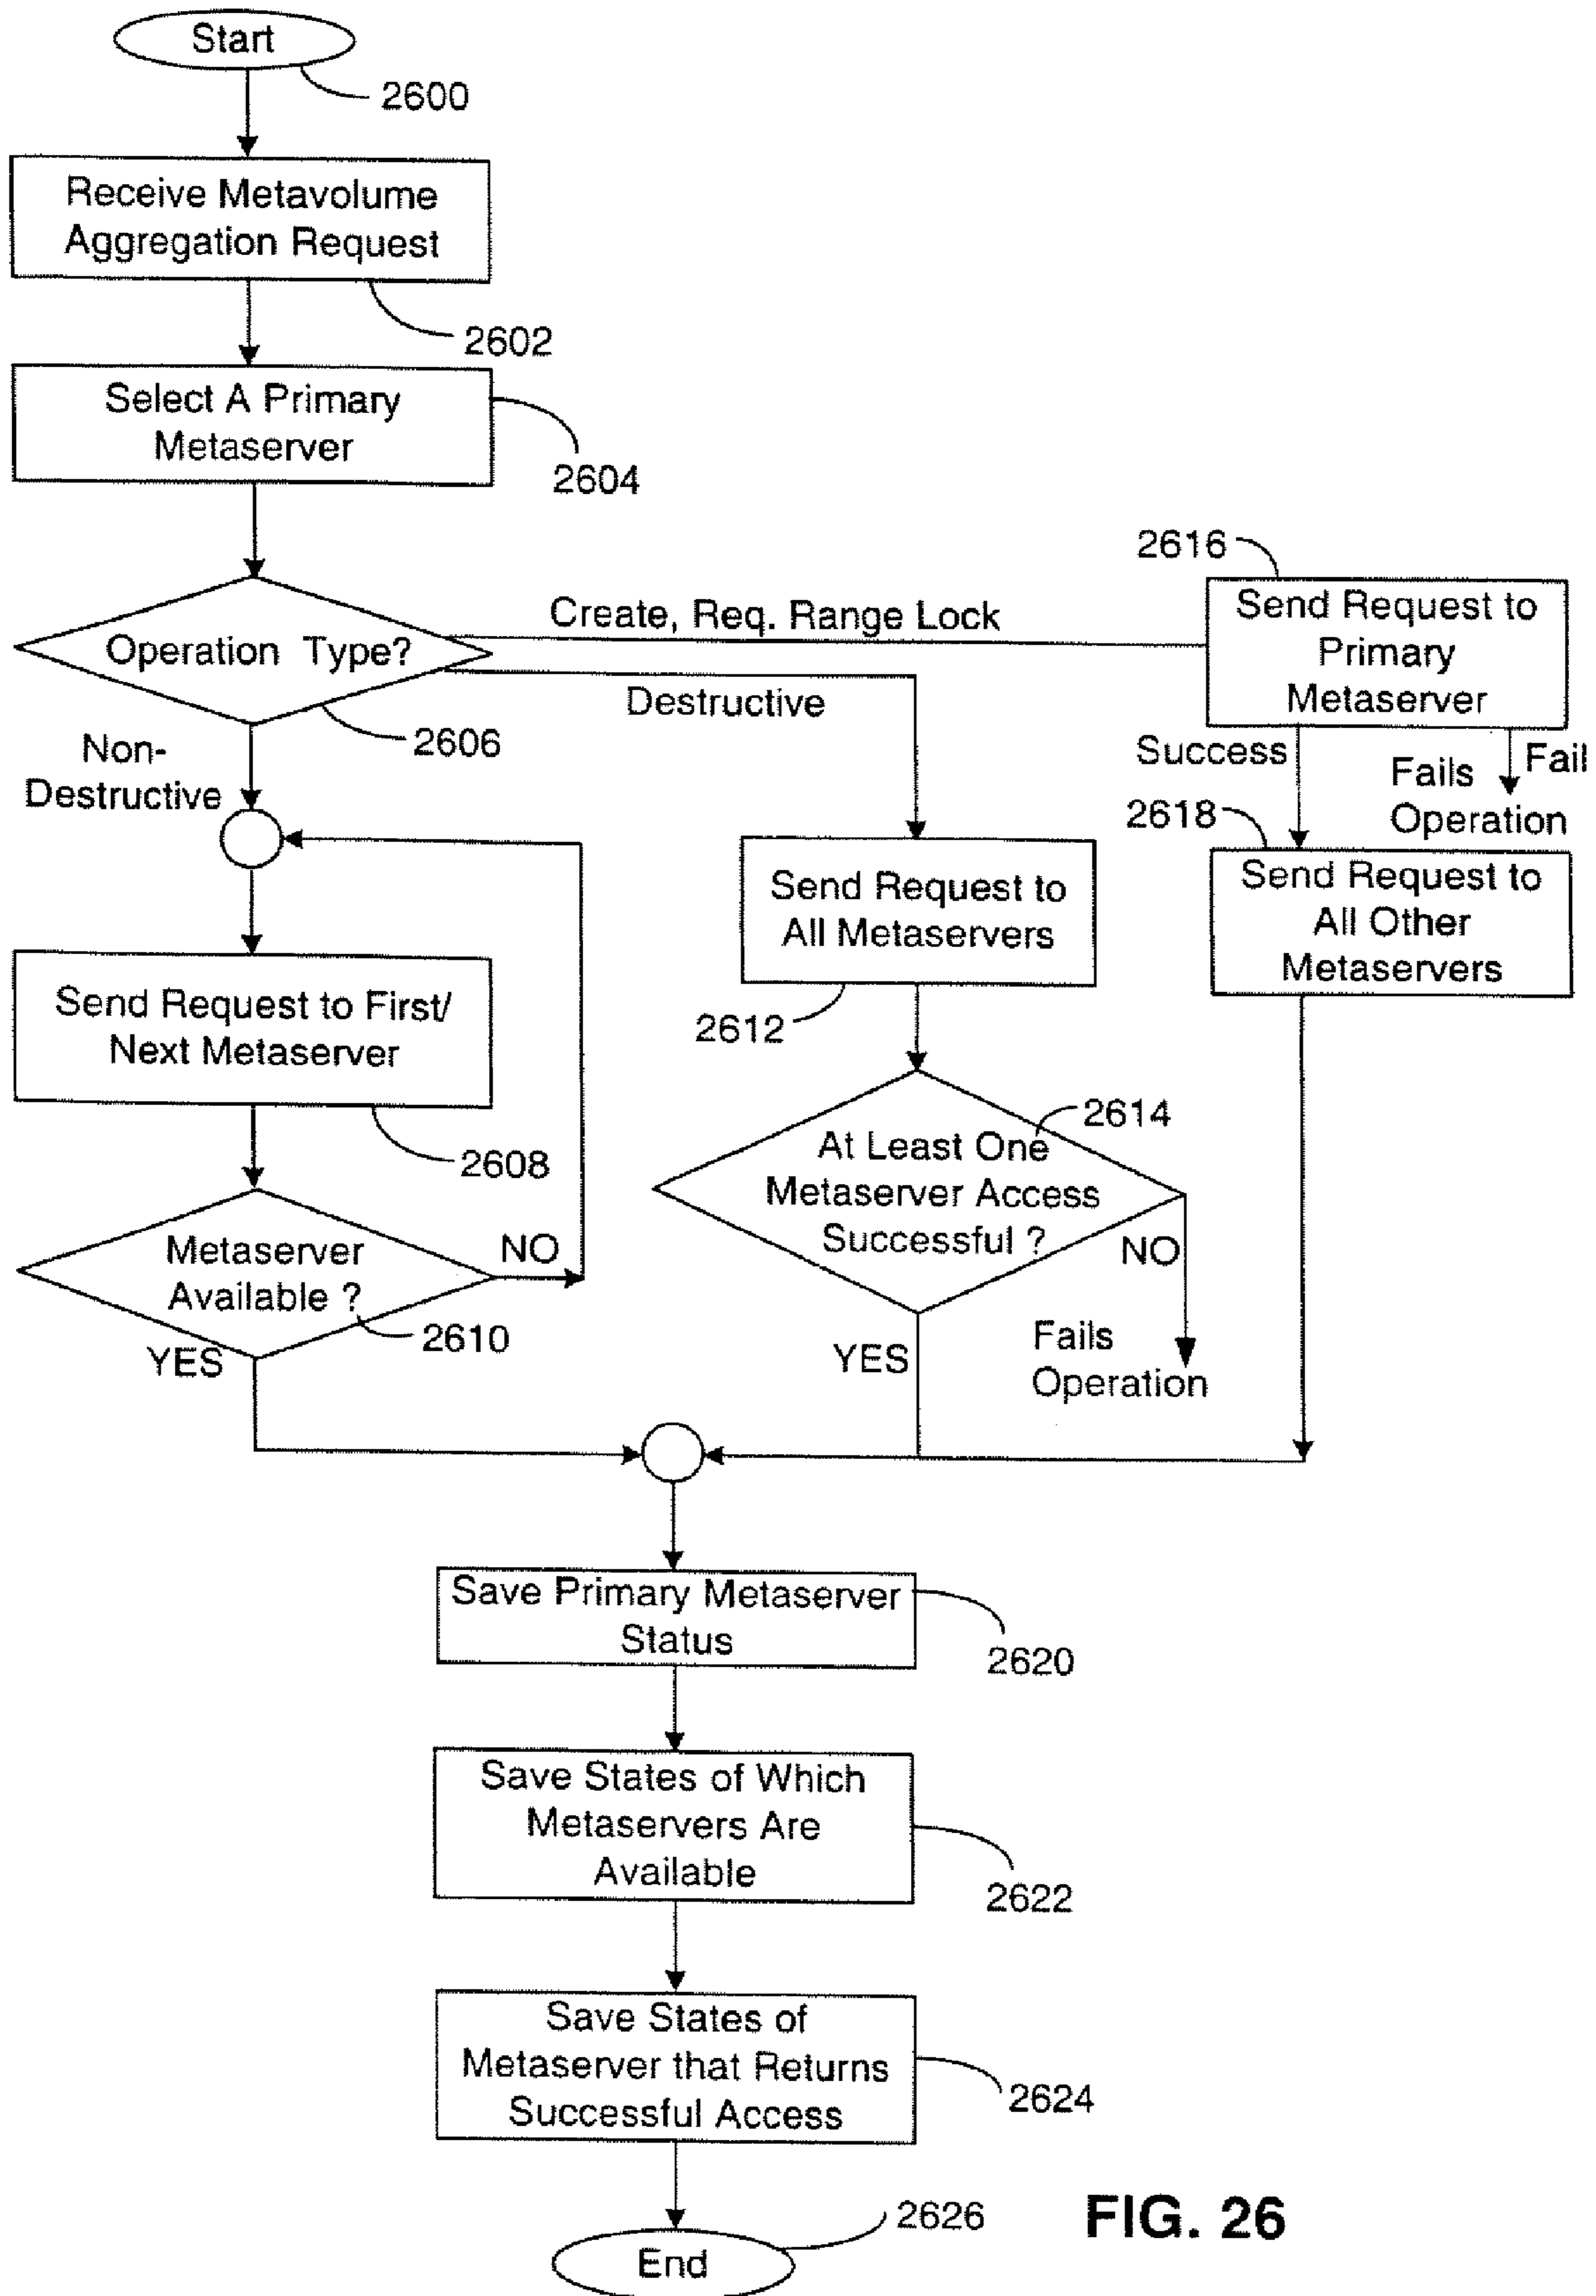 Start
2600
Receive Metavolume
Aggregation Request
2602
Select A Primary
Metaserver
2604
2616
Send Request to
Primary
Metaserver
Create, Req. Range Lock
Operation Type?
Destructive
2606
Non-
Destructive
Success
Fail
Fails
Operation
2618
Send Request to
All Other
Metaservers
Send Request to
All Metaservers
2612
Send Request to First/
Next Metaserver
2608
2614
At Least One
Metaserver Access
Successful ?
NO
Metaserver
Available ?
NO
2610
YES
YES
Fails
Operation
Save Primary Metaserver
Status
2620
Save States of Which
Metaservers Are
Available
2622
Save States of
Metaserver that Returns
Successful Access
2624
2626
End
FIG. 26